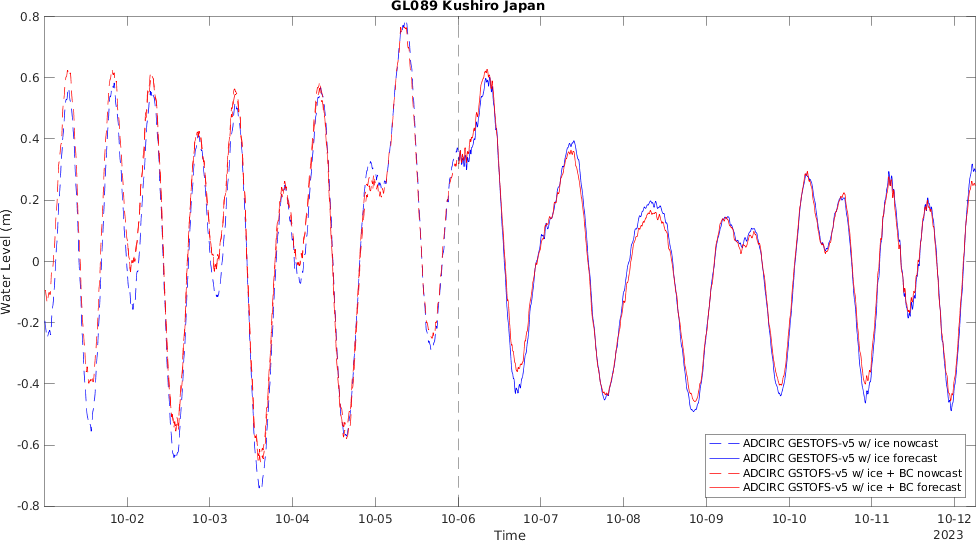 GL089 Kushiro Japan
0.8
0.6
0.4
0.2
0
-0.2
-0.4
-0.6
-0.8
Water Level (m)
ADCIRC GESTOFS-v5 w/ ice nowcast
ADCIRC GESTOFS-v5 w/ ice forecast
ADCIRC GSTOFS-v5 w/ ice + BC nowcast
ADCIRC GSTOFS-v5 w/ ice + BC forecast
10-02 10-03 10-04 10-05 10-06 10-07 10-08 10-09 10-10 10-11 10-12
Time 2023